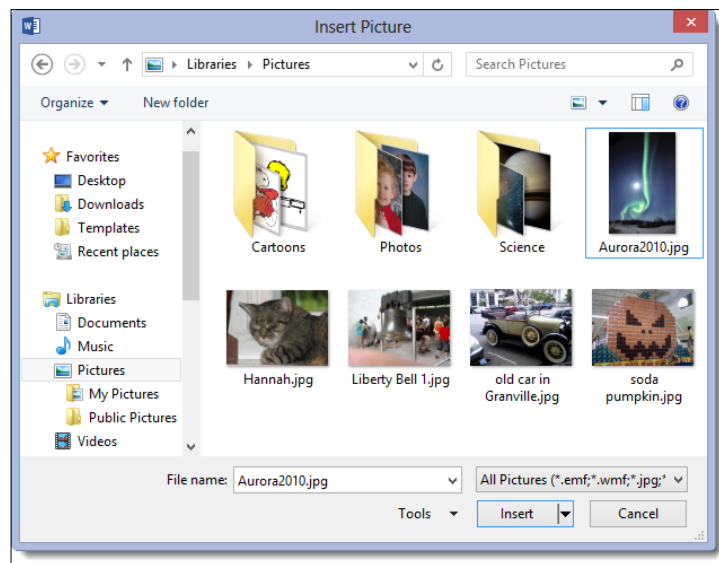 Insert Picture
Libraries Pictures
Search Pictures
Organize New folder
Favorites
Desktop
Downloads
Templates
Recent places
Libraries
Documents
Music
Pictures
My Pictures
Public Pictures
Videos
Cartoons Photos Science Aurora2010.jpg
Hannah.jpg Liberty Bell 1.jpg old car in soda
Granville.jpg pumpkin.jpg
File name: Aurora2010.jpg All Pictures (*.emf;*.wmf;*.jpg;*
Tools Insert Cancel